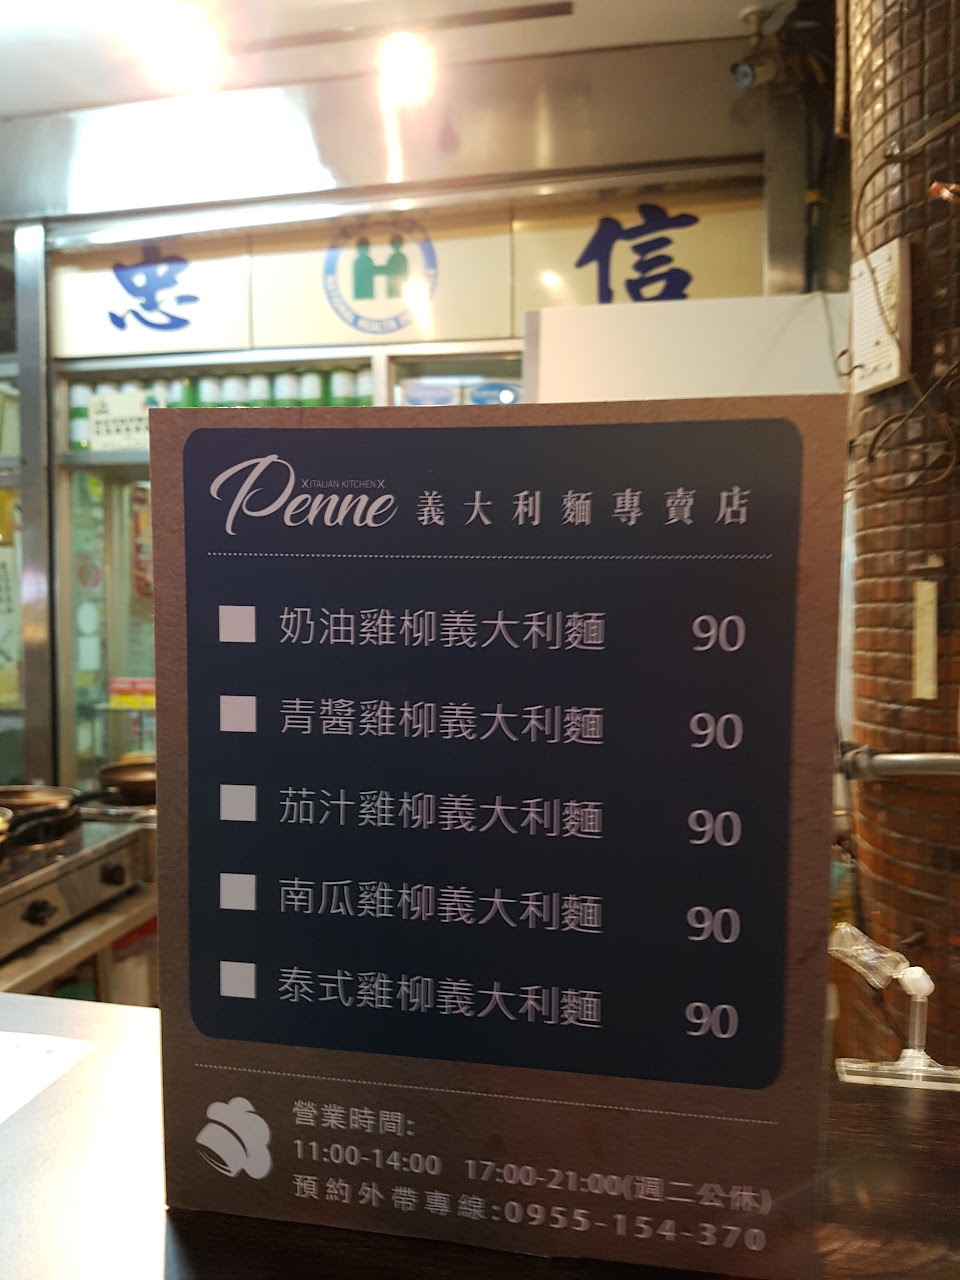 忠 信
XITALIAN KITCHENX
Penne 義大利麵專賣店
奶油雞柳義大利麵 90
青醬雞柳義大利麵 90
茄汁雞柳義大利麵 90
南瓜雞柳義大利麵 90
泰式雞柳義大利麵 90
營業時間:
11:00-14:00 17:00-21:00(週二公休)
預約外帶專線:0955-154-370